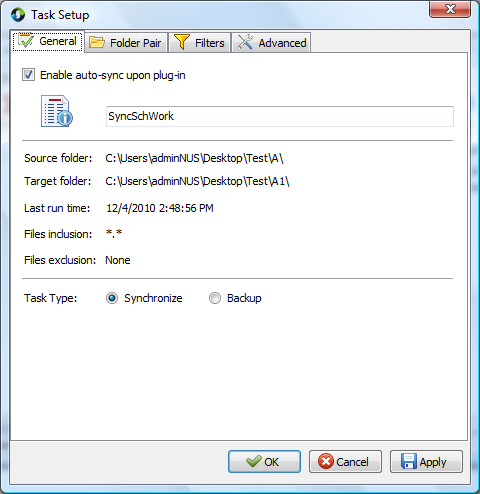 Task Setup
General Folder Pair Filters Advanced
Enable auto-sync upon plug-in
SyncSchWork
Source folder: C:\Users\adminNUS\Desktop\Test\A\
Target folder: C:\Users\adminNUS\Desktop\Test\A1\
Last run time: 12/4/2010 2:48:56 PM
Files inclusion: *.*
Files exclusion: None
Task Type: Synchronize Backup
OK Cancel Apply